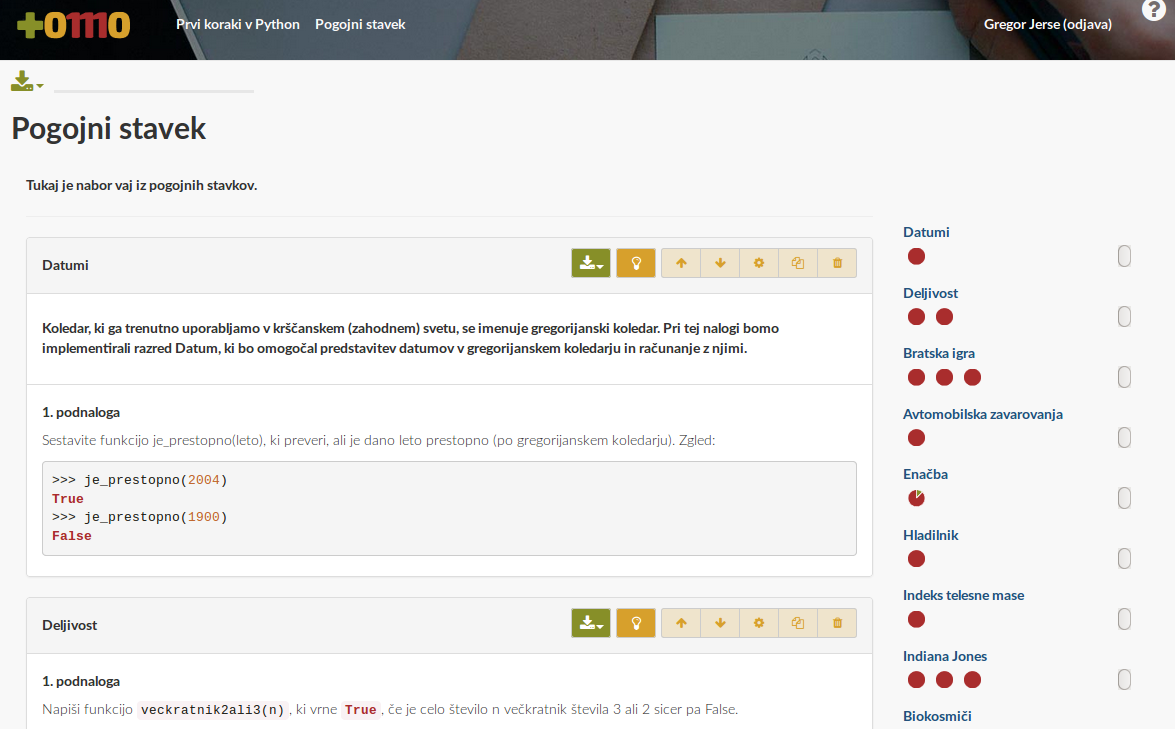 +OMO
Prvi koraki v Python Pogojni stavek
Gregor Jerse (odjava)
?
Pogojni stavek
Tukaj je nabor vaj iz pogojnih stavkov.
Datumi
Koledar, ki ga trenutno uporabljamo v krščanskem (zahodnem) svetu, se imenuje gregorijanski koledar. Pri tej nalogi bomo
implementirali razred Datum, ki bo omogočal predstavitev datumov v gregorijanskem koledarju in računanje z njimi.
1. podnaloga
Sestavite funkcijo je_prestopno(leto), ki preveri, ali je dano leto prestopno (po gregorijanskem koledarju). Zgled:
>>> je_prestopno(2004)
True
>>> je_prestopno(1900)
False
Deljivost
1. podnaloga
Napiši funkcijo veckratnik2ali3(n), ki vrne True, če je celo število n večkratnik števila 3 ali 2 sicer pa False.
Datumi
Deljivost
Bratska igra
Avtomobilska zavarovanja
Enačba
Hladilnik
Indeks telesne mase
Indiana Jones
Biokosmiči